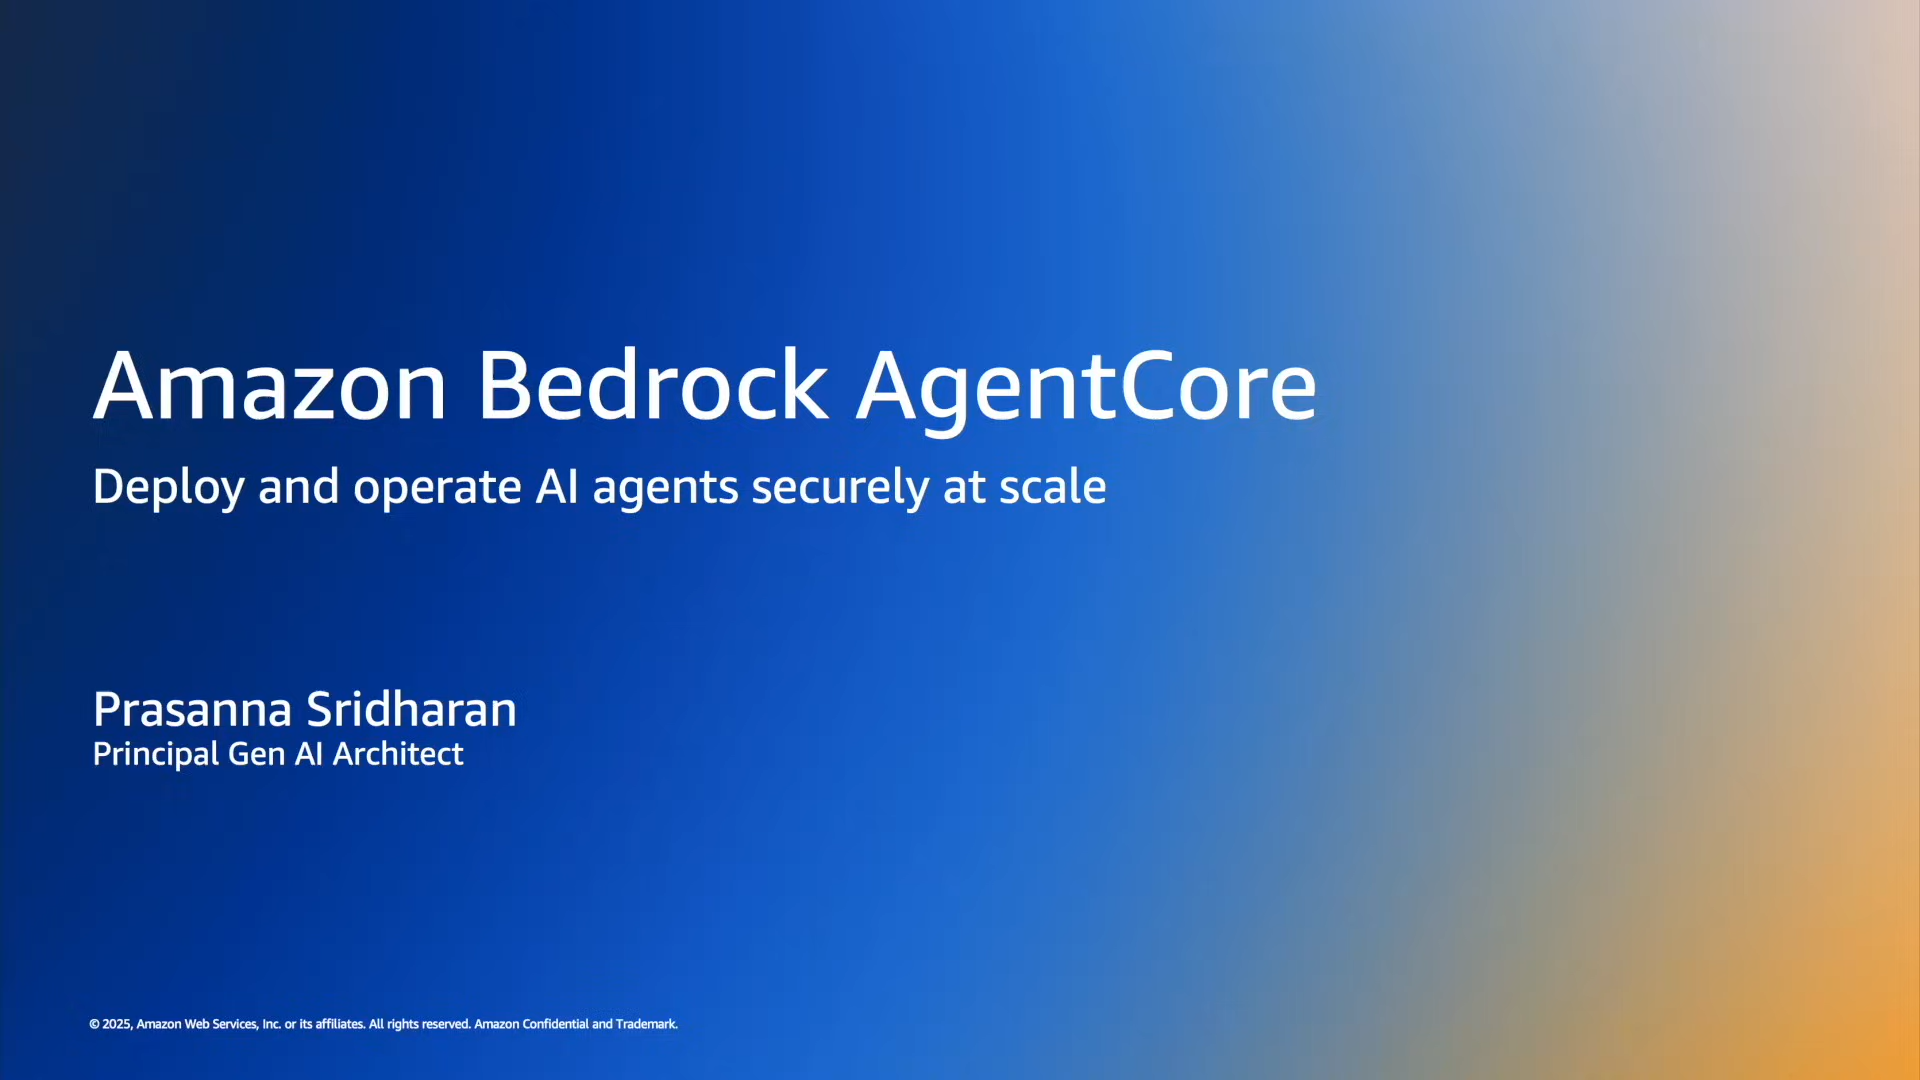 Amazon Bedrock AgentCore
Deploy and operate AI agents securely at scale
Prasanna Sridharan
Principal Gen AI Architect
© 2025, Amazon Web Services, Inc. or its affiliates. All rights reserved. Amazon Confidential and Trademark.